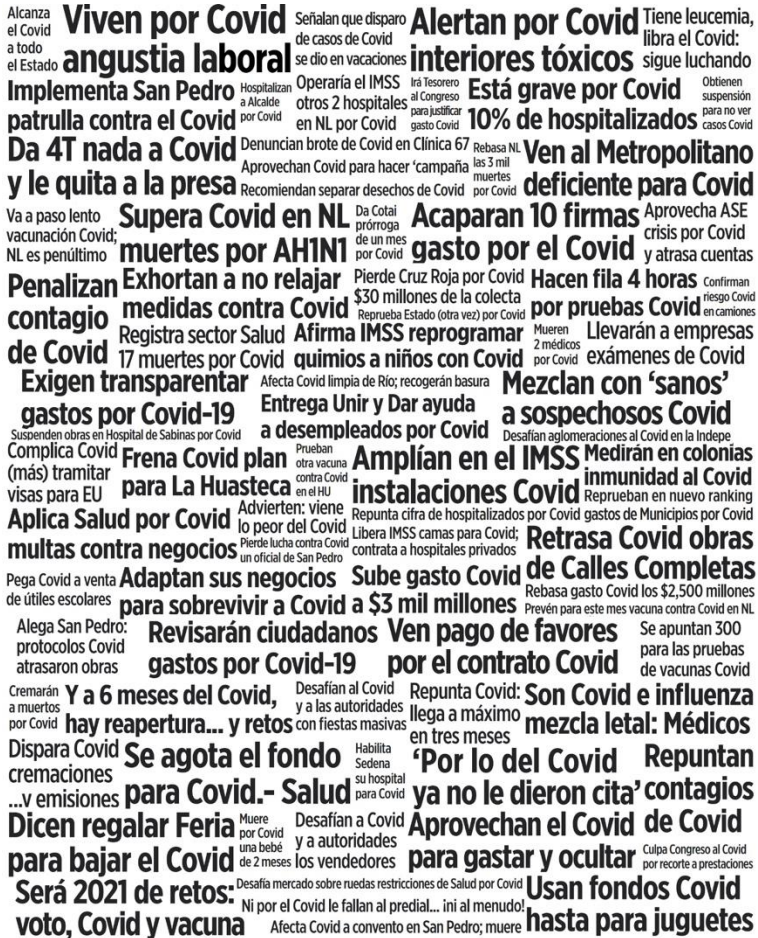 Alcanza
el Covid
a todo
el Estado
Viven por Covid
angustia laboral
Señalan que disparo
de casos de Covid
se dio en vacaciones
Alertan por Covid
interiores tóxicos
Tiene leucemia,
libra el Covid:
sigue luchando
Implementa San Pedro
patrulla contra el Covid
Hospitalizan
a Alcalde
por Covid
Operaría el IMSS
otros 2 hospitales
en NL por Covid
Irá Tesorero
al Congreso
para justificar
gasto Covid
Está grave por Covid
10% de hospitalizados
Obtienen
suspensión
para no ver
casos Covid
Da 4T nada a Covid
y le quita a la presa
Denuncian brote de Covid en Clínica 67
Aprovechan Covid para hacer ‘campaña
Recomiendan separar desechos de Covid
Rebasa NL
las 3 mil
muertes
por Covid
Ven al Metropolitano
deficiente para Covid
Va a paso lento
vacunación Covid;
NL es penúltimo
Supera Covid en NL
muertes por AH1N1
Da Cotai
prórroga
de un mes
por Covid
Acaparan 10 firmas
gasto por el Covid
Aprovecha ASE
crisis por Covid
y atrasa cuentas
Penalizan
contagio
de Covid
Exhortan a no relajar
medidas contra Covid
Pierde Cruz Roja por Covid
$30 millones de la colecta
Reprueba Estado (otra vez) por Covid
Hacen fila 4 horas
por pruebas Covid
Confirman
riesgo Covid
en camiones
Registra sector Salud
17 muertes por Covid
Afirma IMSS reprogramar
quimios a niños con Covid
Mueren
2 médicos
por Covid
Llevarán a empresas
exámenes de Covid
Exigen transparentar
gastos por Covid-19
Suspenden obras en Hospital de Sabinas por Covid
Afecta Covid limpia de Río; recogerán basura
Entrega Unir y Dar ayuda
a desempleados por Covid
Mezclan con ‘sanos’
a sospechosos Covid
Desafían aglomeraciones al Covid en la Indepe
Complica Covid
(más) tramitar
visas para EU
Frena Covid plan
para La Huasteca
Prueban
otra vacuna
contra Covid
en el HU
Amplían en el IMSS
instalaciones Covid
Medirán en colonias
inmunidad al Covid
Reprueban en nuevo ranking
gastos de Municipios por Covid
Aplica Salud por Covid
multas contra negocios
Advierten: viene
lo peor del Covid
Pierde lucha contra Covid
un oficial de San Pedro
Repunta cifra de hospitalizados por Covid
Libera IMSS camas para Covid;
contrata a hospitales privados
Retrasa Covid obras
de Calles Completas
Pega Covid a venta
de útiles escolares
Adaptan sus negocios
para sobrevivir a Covid
Sube gasto Covid
a $3 mil millones
Rebasa gasto Covid los $2,500 millones
Prevén para este mes vacuna contra Covid en NL
Alega San Pedro:
protocolos Covid
atrasaron obras
Revisarán ciudadanos
gastos por Covid-19
Ven pago de favores
por el contrato Covid
Se apuntan 300
para las pruebas
de vacunas Covid
Cremarán
a muertos
por Covid
Y a 6 meses del Covid,
hay reapertura... y retos
Desafían al Covid
y a las autoridades
con fiestas masivas
Repunta Covid:
llega a máximo
en tres meses
Son Covid e influenza
mezcla letal: Médicos
Dispara Covid
cremaciones
...y emisiones
Se agota el fondo
para Covid.- Salud
Habilita
Sedena
su hospital
para Covid
‘Por lo del Covid
ya no le dieron cita’
Repuntan
contagios
de Covid
Dicen regalar Feria
para bajar el Covid
Muere
por Covid
una bebé
de 2 meses
Desafían a Covid
y a autoridades
los vendedores
Aprovechan el Covid
para gastar y ocultar
Culpa Congreso al Covid
por recorte a prestaciones
Será 2021 de retos:
voto, Covid y vacuna
Desafía mercado sobre ruedas restricciones de Salud por Covid
Ni por el Covid le fallan al predial... ¡ni al menudo!
Afecta Covid a convento en San Pedro; muere
Usan fondos Covid
hasta para juguetes